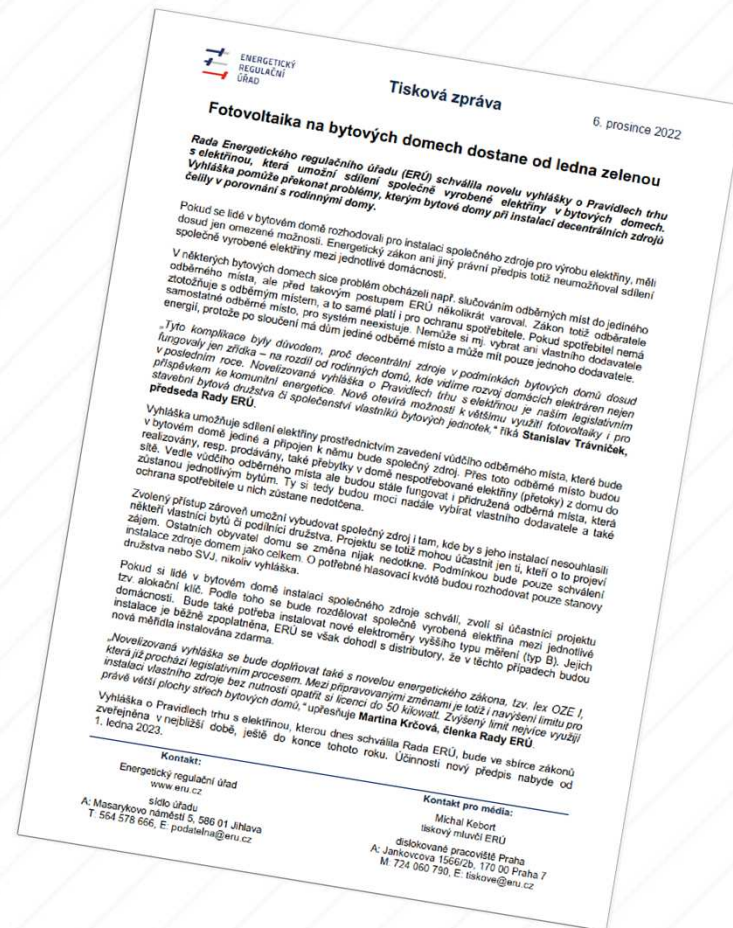 ENERGETICKÝ
REGULAČNÍ
ÚŘAD
Tisková zpráva
6. prosince 2022
Fotovoltaika na bytových domech dostane od ledna zelenou
Rada Energetického regulačního úřadu (ERÚ) schválila novelu vyhlášky o Pravidlech trhu
s elektřinou, která umožní sdílení společně vyrobené elektřiny v bytových domech.
Vyhláška pomůže překonat problémy, kterým bytové domy při instalaci decentrálních zdrojů
čelily v porovnání s rodinnými domy.
Pokud se lidé v bytovém domě rozhodovali pro instalaci společného zdroje pro výrobu elektřiny, měli
dosud jen omezené možnosti. Energetický zákon ani jiný právní předpis totiž neumožňoval sdílení
společně vyrobené elektřiny mezi jednotlivé domácnosti.
V některých bytových domech sice problém obcházeli např. slučováním odběrných míst do jediného
odběrného místa, ale před takovým postupem ERÚ několikrát varoval. Zákon totiž odběratele
ztotožňuje s odběrným místem, a to samé platí i pro ochranu spotřebitele. Pokud spotřebitel nemá
samostatné odběrné místo, pro systém neexistuje. Nemůže si mj. vybrat ani vlastního dodavatele
energií, protože po sloučení má dům jediné odběrné místo a může mít pouze jednoho dodavatele.
„Tyto komplikace byly důvodem, proč decentrální zdroje v podmínkách bytových domů dosud
fungovaly jen zřídka – na rozdíl od rodinných domů, kde vidíme rozvoj domácích elektráren nejen
v posledním roce. Novelizovaná vyhláška o Pravidlech trhu s elektřinou je naším legislativním
příspěvkem ke komunitní energetice. Nově otevírá možnosti k většímu využití fotovoltaiky i pro
stavební bytová družstva či společenství vlastníků bytových jednotek,“ říká Stanislav Trávníček,
předseda Rady ERÚ.
Vyhláška umožňuje sdílení elektřiny prostřednictvím zavedení vůdčího odběrného místa, které bude
v bytovém domě jediné a připojen k němu bude společný zdroj. Přes toto odběrné místo budou
realizovány, resp. prodávány, také přebytky v domě nespotřebované elektřiny (přetoky) z domu do
sítě. Vedle vůdčího odběrného místa ale budou stále fungovat i přidružená odběrná místa, která
zůstanou jednotlivým bytům. Ty si tedy budou moci nadále vybírat vlastního dodavatele a také
ochrana spotřebitele u nich zůstane nedotčena.
Zvolený přístup zároveň umožní vybudovat společný zdroj i tam, kde by s jeho instalací nesouhlasili
někteří vlastníci bytů či podílníci družstva. Projektu se totiž mohou účastnit jen ti, kteří o to projeví
zájem. Ostatních obyvatel domu se změna nijak nedotkne. Podmínkou bude pouze schválení
instalace zdroje domem jako celkem. O potřebné hlasovací kvótě budou rozhodovat pouze stanovy
družstva nebo SVJ, nikoliv vyhláška.
Pokud si lidé v bytovém domě instalaci společného zdroje schválí, zvolí si účastníci projektu
tzv. alokační klíč. Podle toho se bude rozdělovat společně vyrobená elektřina mezi jednotlivé
domácnosti. Bude také potřeba instalovat nové elektroměry vyššího typu měření (typ B). Jejich
instalace je běžně zpoplatněna, ERÚ se však dohodl s distributory, že v těchto případech budou
nová měřidla instalována zdarma.
„Novelizovaná vyhláška se bude doplňovat také s novelou energetického zákona, tzv. lex OZE I,
která již prochází legislativním procesem. Mezi připravovanými změnami je totiž i navýšení limitu pro
instalaci vlastního zdroje bez nutnosti opatřit si licenci do 50 kilowatt. Zvýšený limit nejvíce využijí
právě větší plochy střech bytových domů,“ upřesňuje Martina Krčová, členka Rady ERÚ.
Vyhláška o Pravidlech trhu s elektřinou, kterou dnes schválila Rada ERÚ, bude ve sbírce zákonů
zveřejněna v nejbližší době, ještě do konce tohoto roku. Účinnosti nový předpis nabyde od
1. ledna 2023.
Kontakt:
Energetický regulační úřad
www.eru.cz
sídlo úřadu
A: Masarykovo náměstí 5, 586 01 Jihlava
T: 564 578 666, E: podatelna@eru.cz
Kontakt pro média:
Michal Kebort
tiskový mluvčí ERÚ
dislokované pracoviště Praha
A: Jankovcova 1566/2b, 170 00 Praha 7
M: 724 060 790, E: tiskove@eru.cz